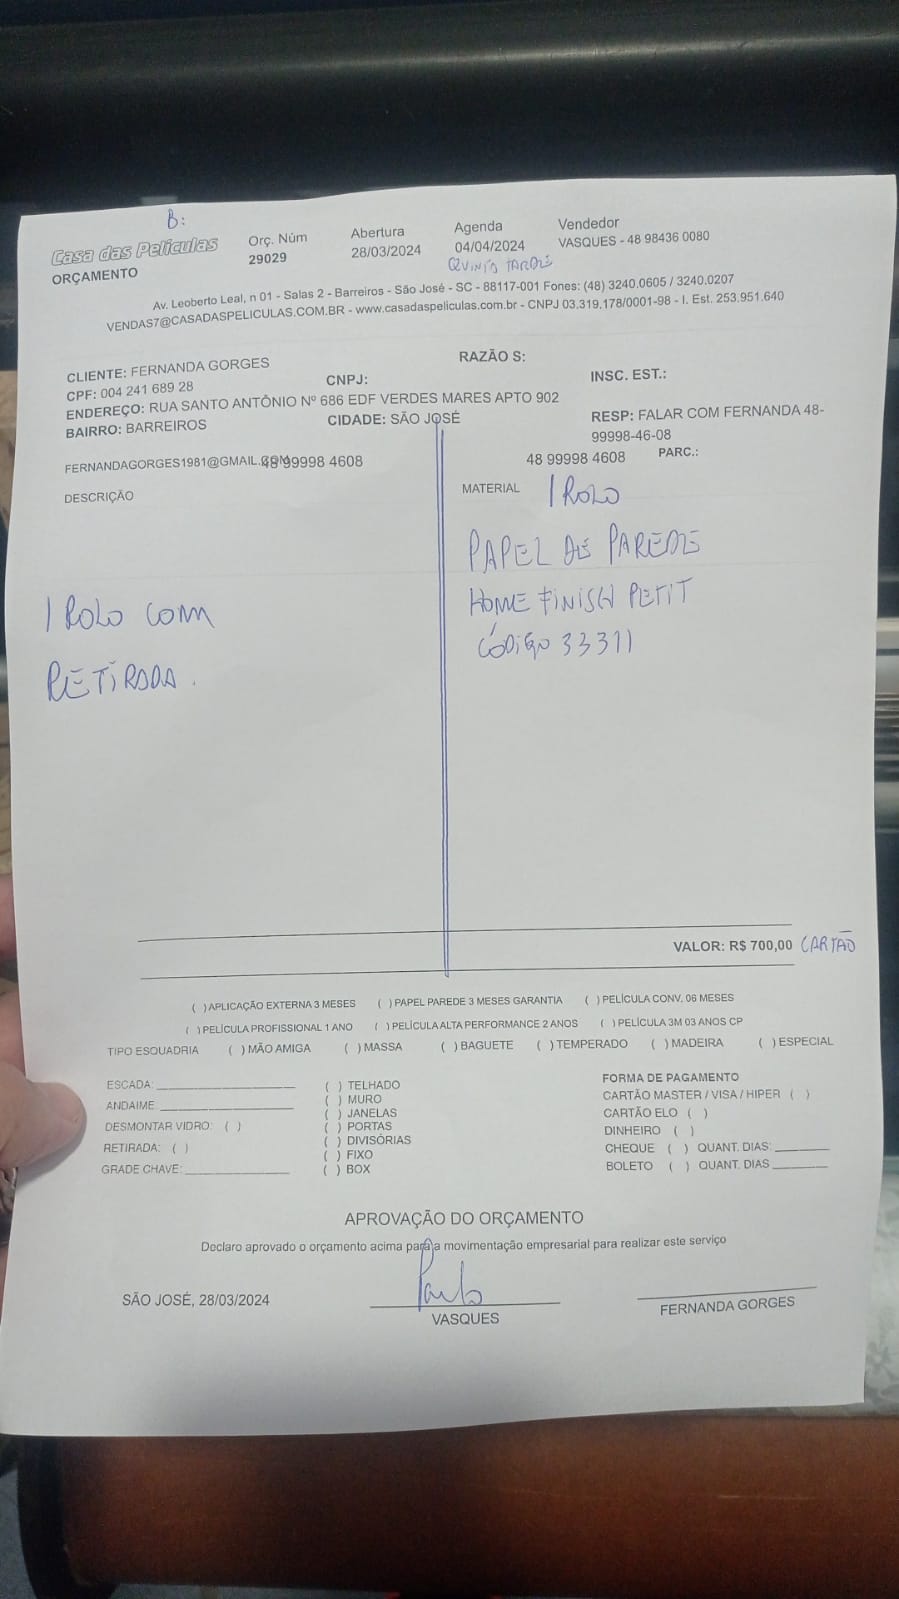 B:
Casa das Películas
ORÇAMENTO
Orç. Núm
29029
Abertura
28/03/2024
Agenda
04/04/2024
QUINTA TARDE
Vendedor
VASQUES - 48 98436 0080
Av. Leoberto Leal, n 01 - Salas 2 - Barreiros - São José - SC - 88117-001 Fones: (48) 3240.0605 / 3240.0207
VENDAS7@CASADASPELICULAS.COM.BR - www.casadaspeliculas.com.br - CNPJ 03.319.178/0001-98 - I. Est. 253.951.640
RAZÃO S:
CLIENTE: FERNANDA GORGES
CNPJ:
INSC. EST.:
CPF: 004 241 689 28
ENDEREÇO: RUA SANTO ANTÔNIO Nº 686 EDF VERDES MARES APTO 902
BAIRRO: BARREIROS
CIDADE: SÃO JOSÉ
RESP: FALAR COM FERNANDA 48-
99998-46-08
FERNANDAGORGES1981@GMAIL.COM
48 99998 4608
48 99998 4608
PARC.:
DESCRIÇÃO
MATERIAL
1 ROLO
PAPEL DE PAREDE
HOME FINISH PETIT
CÓDIGO 33311
1 ROLO COM
RETIRADA.
VALOR: R$ 700,00 CARTÃO
( )APLICAÇÃO EXTERNA 3 MESES ( )PAPEL PAREDE 3 MESES GARANTIA ( )PELÍCULA CONV. 06 MESES
( )PELÍCULA PROFISSIONAL 1 ANO ( )PELÍCULA ALTA PERFORMANCE 2 ANOS ( )PELÍCULA 3M 03 ANOS CP
TIPO ESQUADRIA ( )MÃO AMIGA ( )MASSA ( )BAGUETE ( )TEMPERADO ( )MADEIRA ( )ESPECIAL
ESCADA:
ANDAIME
DESMONTAR VIDRO: ( )
RETIRADA: ( )
GRADE CHAVE:
( ) TELHADO
( ) MURO
( ) JANELAS
( ) PORTAS
( ) DIVISÓRIAS
( ) FIXO
( ) BOX
FORMA DE PAGAMENTO
CARTÃO MASTER / VISA / HIPER ( )
CARTÃO ELO ( )
DINHEIRO ( )
CHEQUE ( ) QUANT. DIAS:
BOLETO ( ) QUANT. DIAS
APROVAÇÃO DO ORÇAMENTO
Declaro aprovado o orçamento acima para a movimentação empresarial para realizar este serviço
SÃO JOSÉ, 28/03/2024
Paulo
VASQUES
FERNANDA GORGES